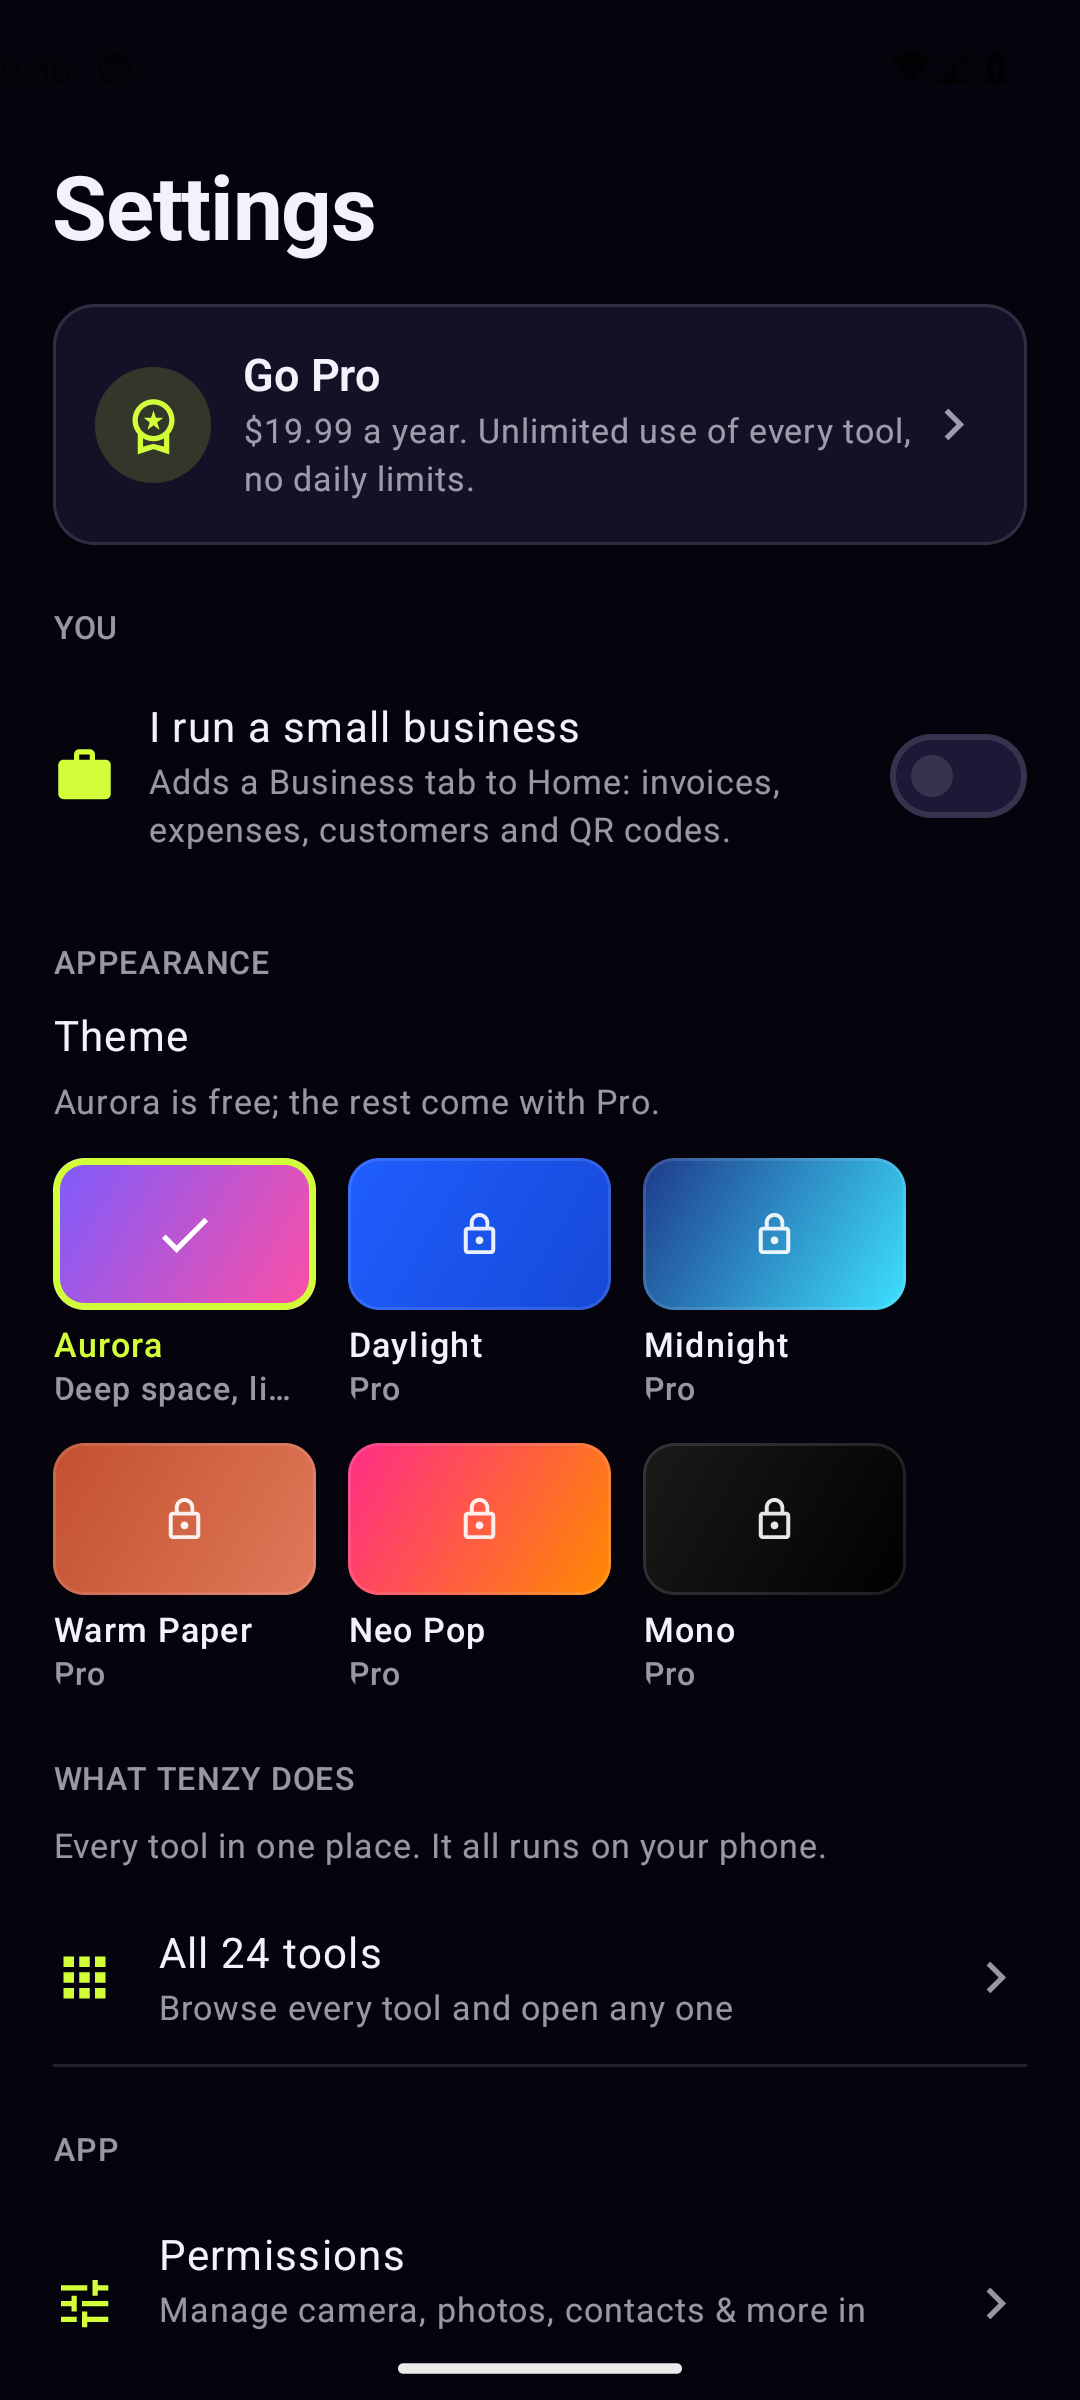 9:36
Settings
Go Pro
$19.99 a year. Unlimited use of every tool,
no daily limits.
YOU
I run a small business
Adds a Business tab to Home: invoices,
expenses, customers and QR codes.
APPEARANCE
Theme
Aurora is free; the rest come with Pro.
Aurora
Deep space, li…
Daylight
Pro
Midnight
Pro
Warm Paper
Pro
Neo Pop
Pro
Mono
Pro
WHAT TENZY DOES
Every tool in one place. It all runs on your phone.
All 24 tools
Browse every tool and open any one
APP
Permissions
Manage camera, photos, contacts & more in